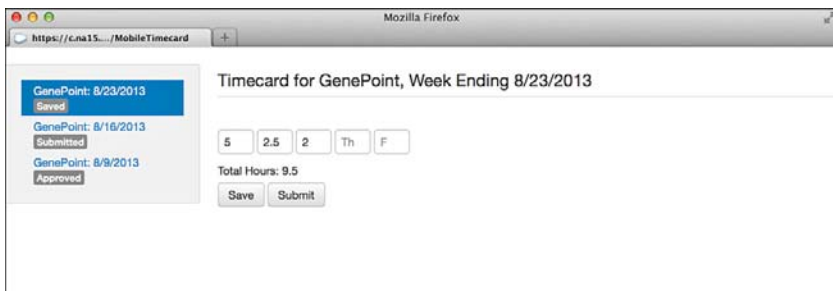 Mozilla Firefox
https://c.na15..../MobileTimecard
GenePoint: 8/23/2013
Saved
GenePoint: 8/16/2013
Submitted
GenePoint: 8/9/2013
Approved
Timecard for GenePoint, Week Ending 8/23/2013
5 2.5 2 Th F
Total Hours: 9.5
Save Submit